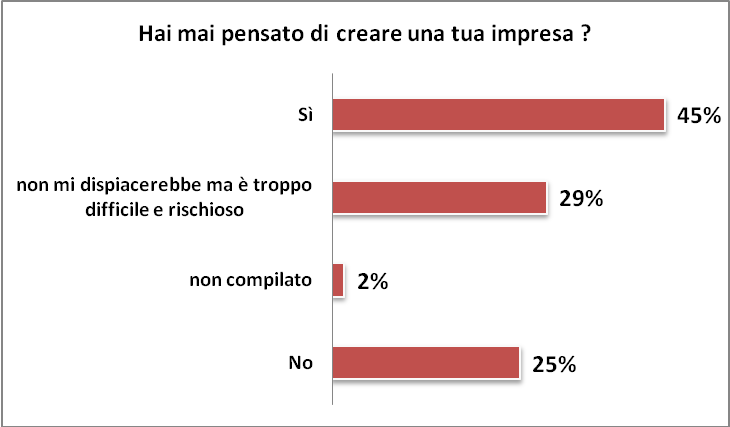 Hai mai pensato di creare una tua impresa ?
Sì
45%
non mi dispiacerebbe ma è troppo
difficile e rischioso
29%
non compilato
2%
No
25%